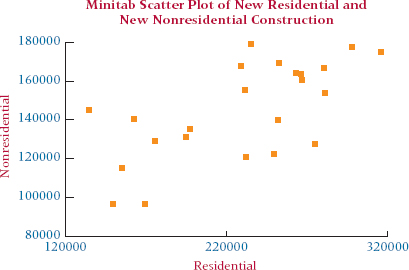 Minitab Scatter Plot of New Residential and
New Nonresidential Construction
180000
160000
140000
120000
100000
80000
Nonresidential
120000
220000
320000
Residential